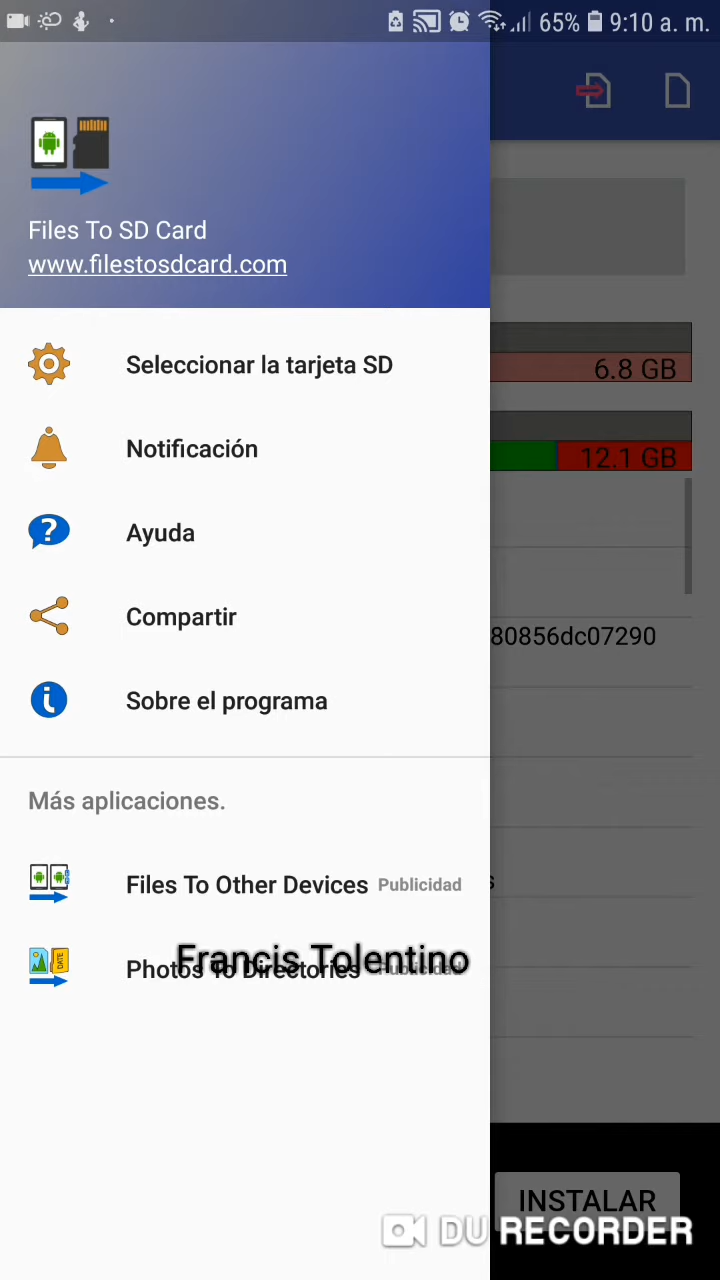 65% 9:10 a. m.
Files To SD Card
www.filestosdcard.com
6.8 GB
Seleccionar la tarjeta SD
Notificación
12.1 GB
Ayuda
Compartir
80856dc07290
Sobre el programa
Más aplicaciones.
Files To Other Devices Publicidad
s
Francis Tolentino
Photos To Directories Publicidad
DATE
INSTALAR
DU RECORDER